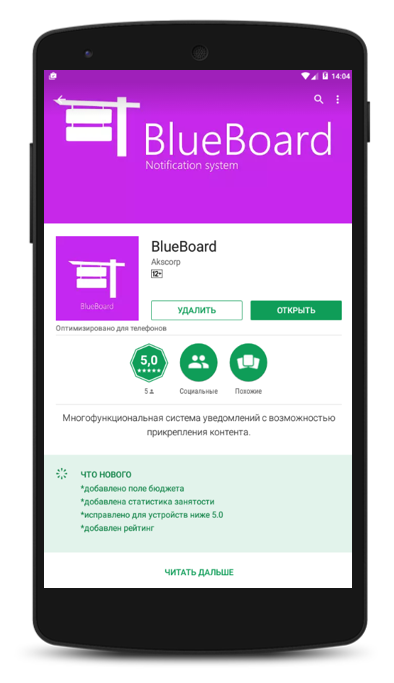 14:04
BlueBoard
Notification system
BlueBoard
BlueBoard
Akscorp
12+
УДАЛИТЬ
ОТКРЫТЬ
Оптимизировано для телефонов
5,0
5
Социальные
Похожие
Многофункциональная система уведомлений с возможностью
прикрепления контента.
ЧТО НОВОГО
*добавлено поле бюджета
*добавлена статистика занятости
*исправлено для устройств ниже 5.0
*добавлен рейтинг
ЧИТАТЬ ДАЛЬШЕ